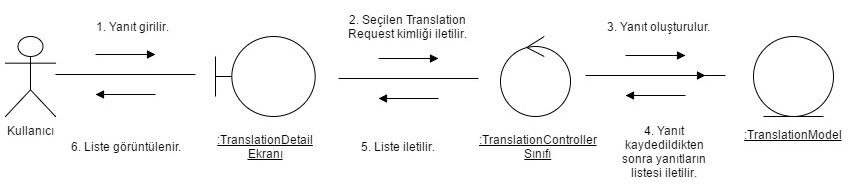 1. Yanıt girilir.
2. Seçilen Translation
Request kimliği iletilir.
3. Yanıt oluşturulur.
Kullanıcı
6. Liste görüntülenir.
:TranslationDetail
Ekranı
5. Liste iletilir.
:TranslationController
Sınıfı
4. Yanıt
kaydedildikten
sonra yanıtların
listesi iletilir.
:TranslationModel